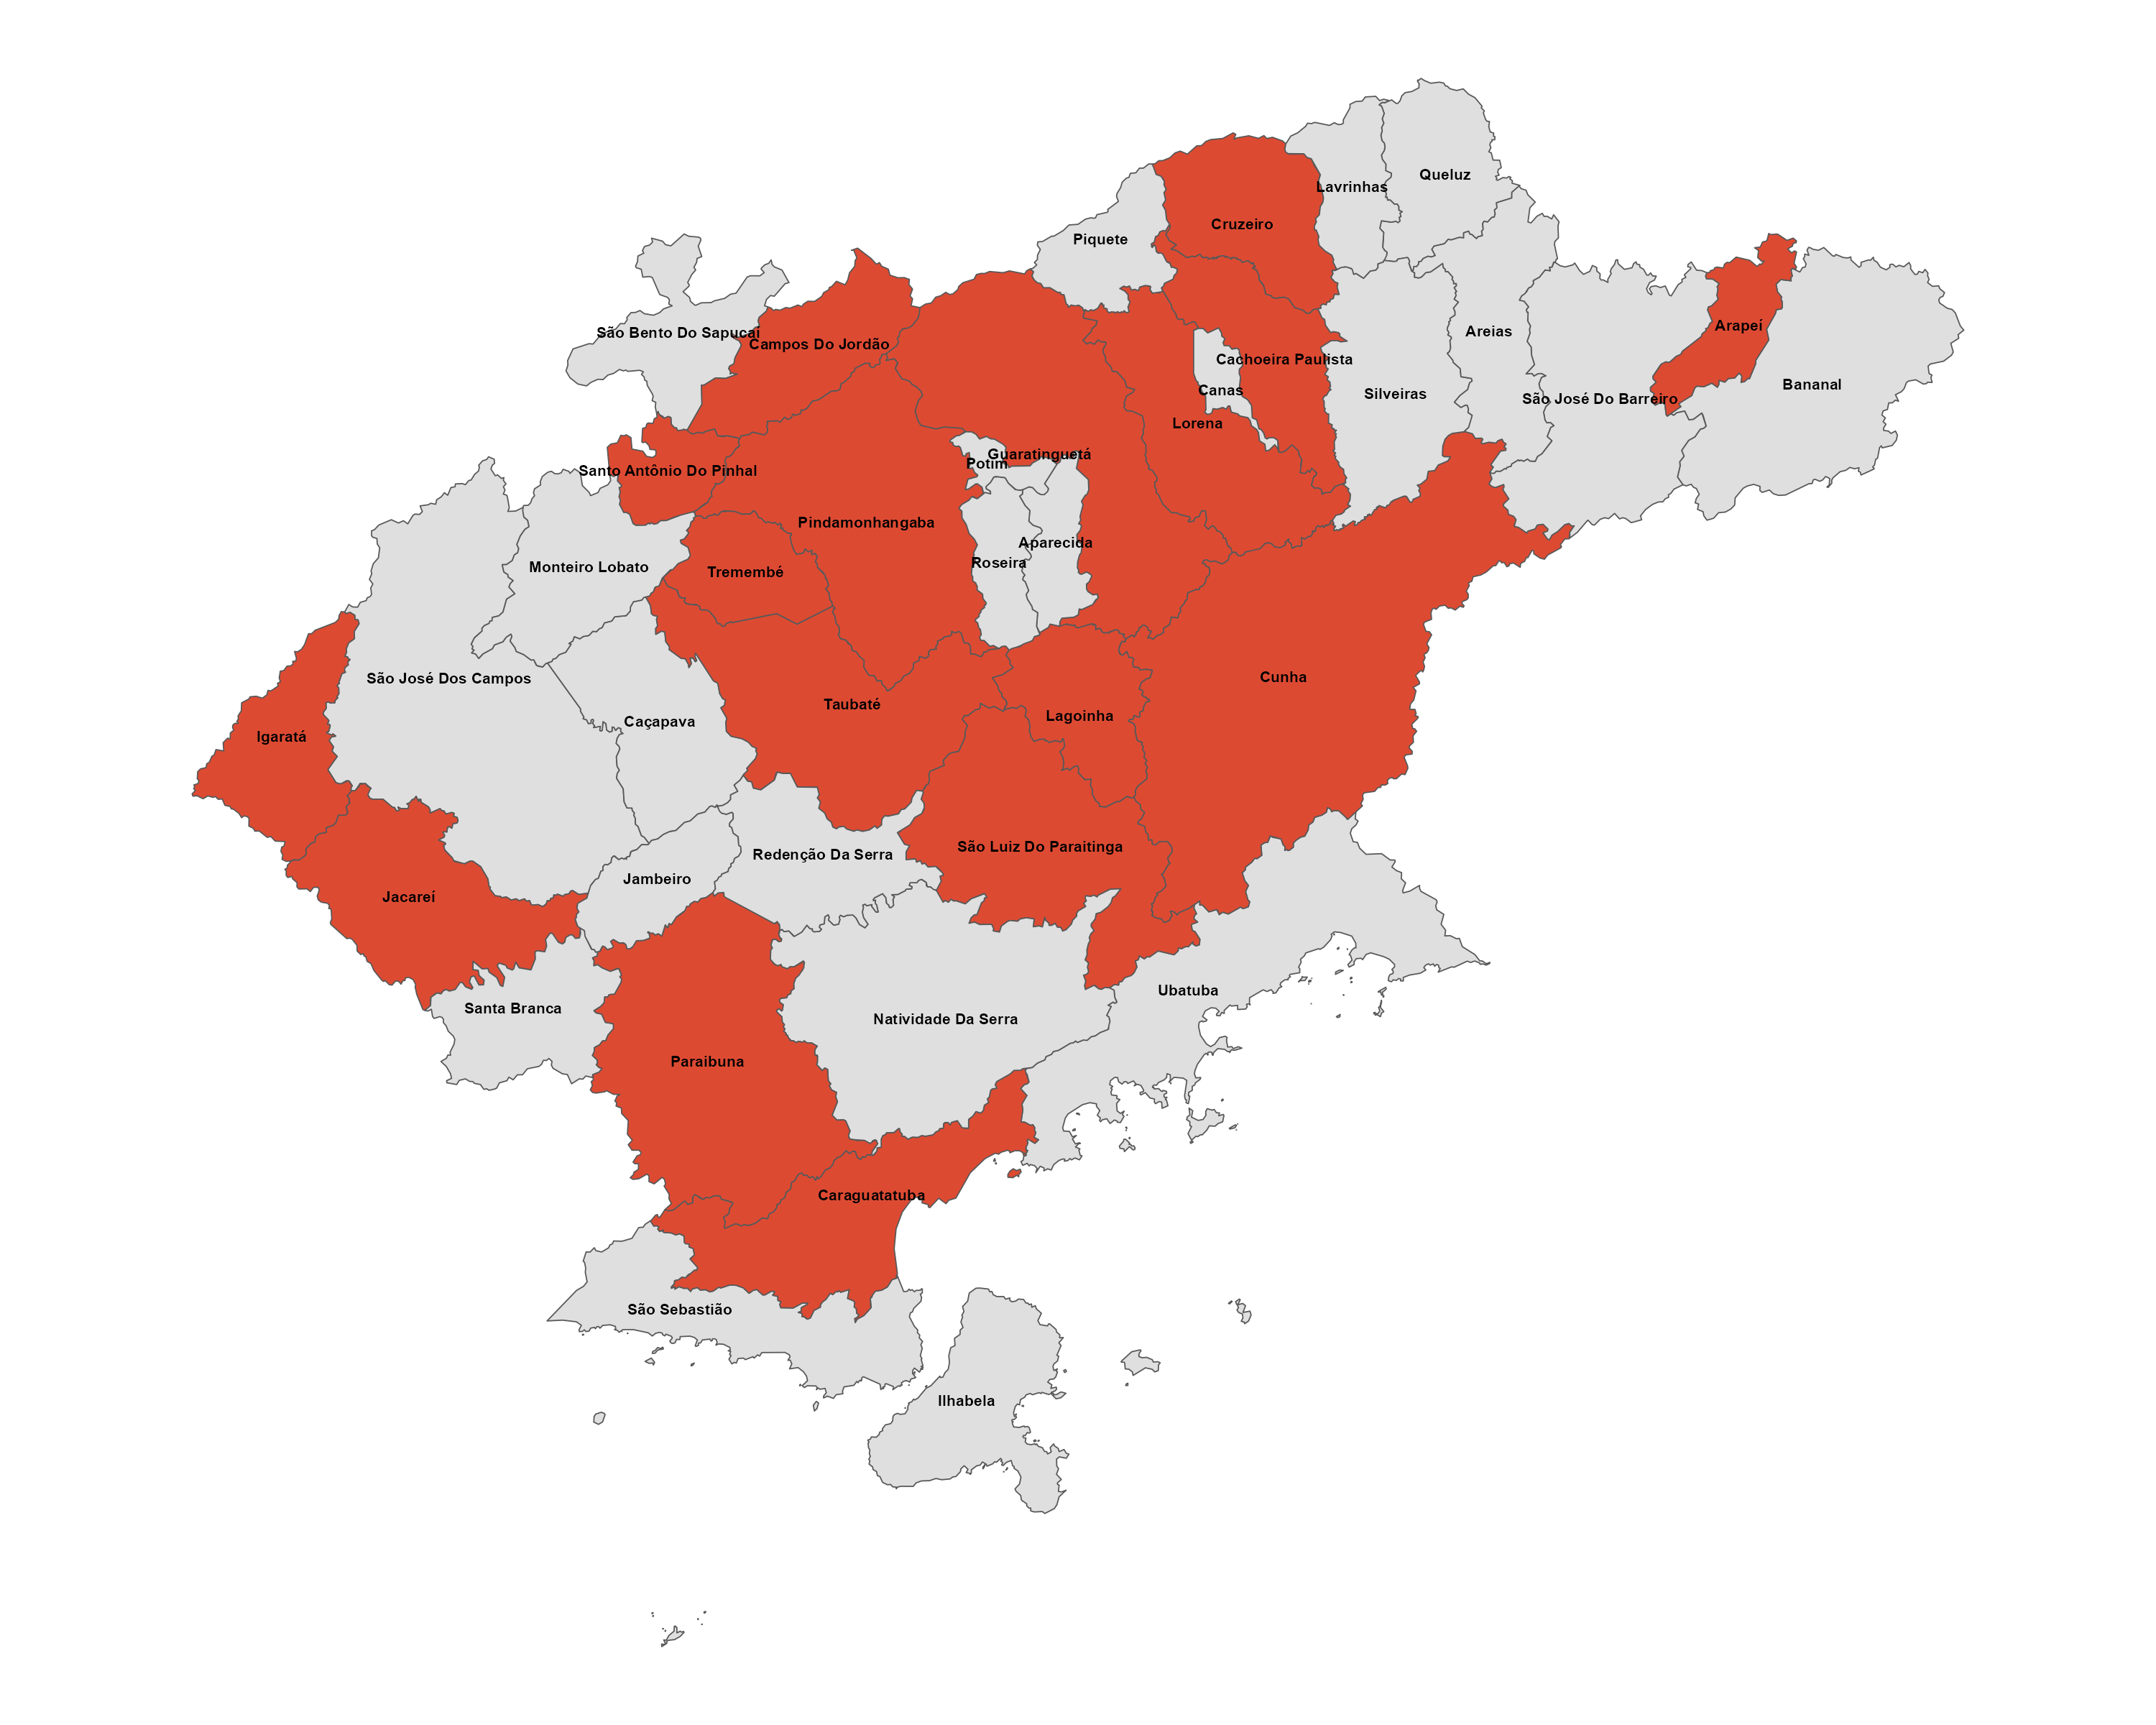 Queluz
Lavrinhas
Cruzeiro
Piquete
Arapeí
Areias
São Bento Do Sapucaí
Campos Do Jordão
Cachoeira Paulista
Bananal
Canas
Silveiras
São José Do Barreiro
Lorena
Guaratinguetá
Potim
Santo Antônio Do Pinhal
Pindamonhangaba
Aparecida
Roseira
Monteiro Lobato
Tremembé
Cunha
São José Dos Campos
Taubaté
Lagoinha
Caçapava
Igaratá
São Luiz Do Paraitinga
Redenção Da Serra
Jambeiro
Jacareí
Ubatuba
Santa Branca
Natividade Da Serra
Paraibuna
Caraguatatuba
São Sebastião
Ilhabela